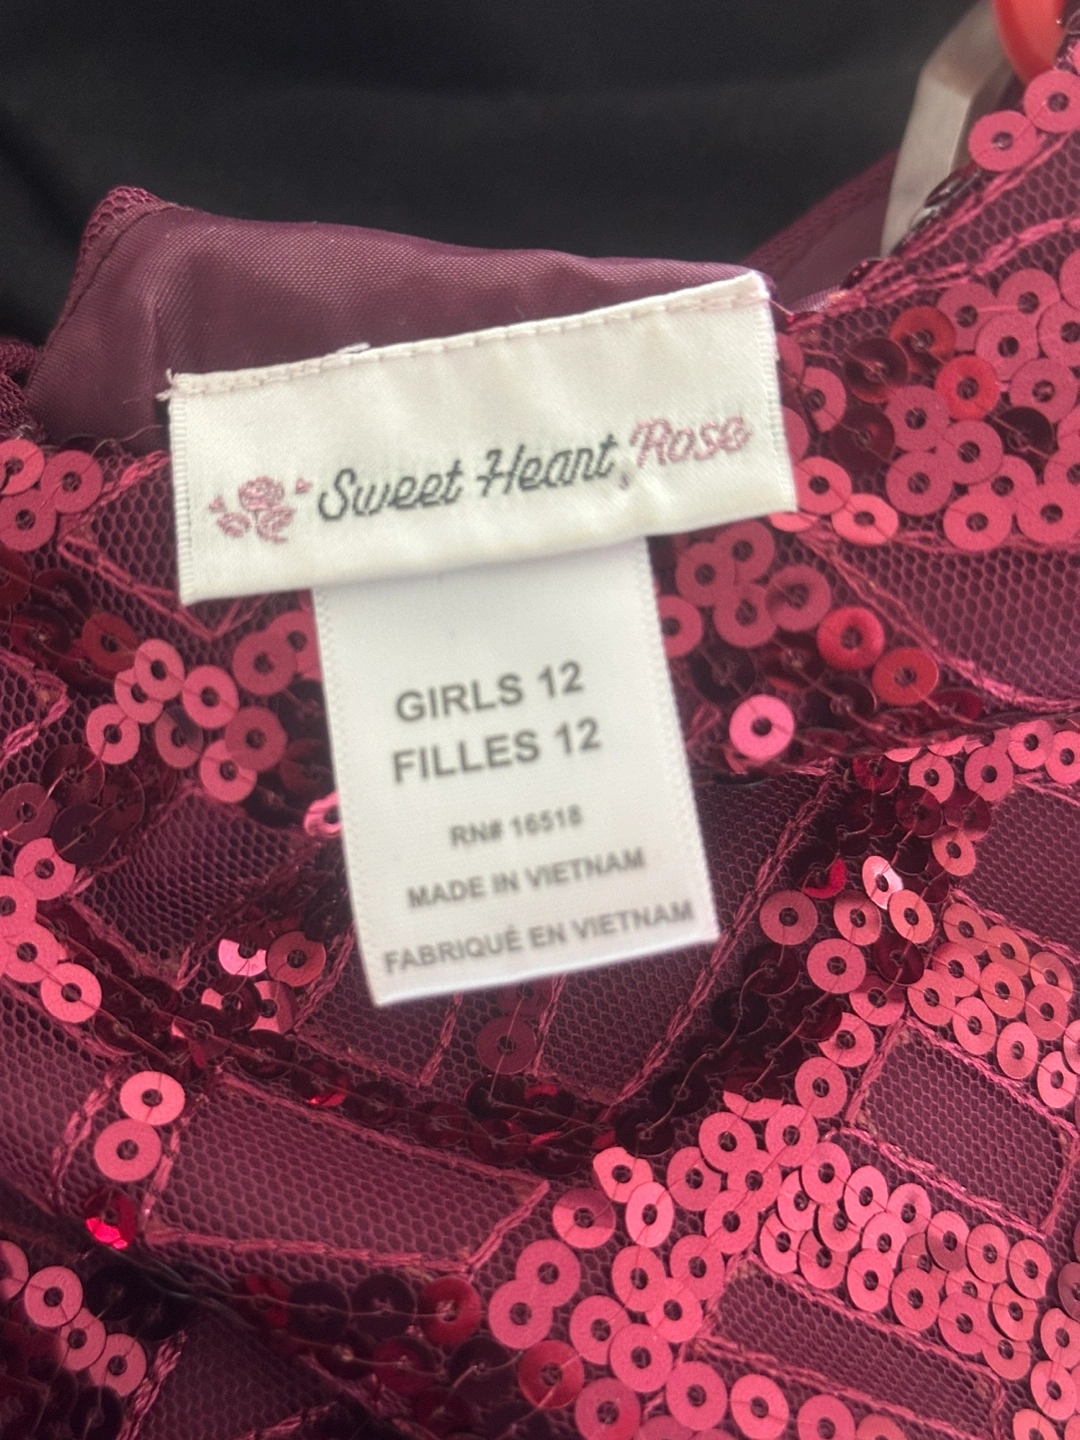 Sweet Heart Rose
GIRLS 12
FILLES 12
RN# 16518
MADE IN VIETNAM
FABRIQUÉ EN VIETNAM